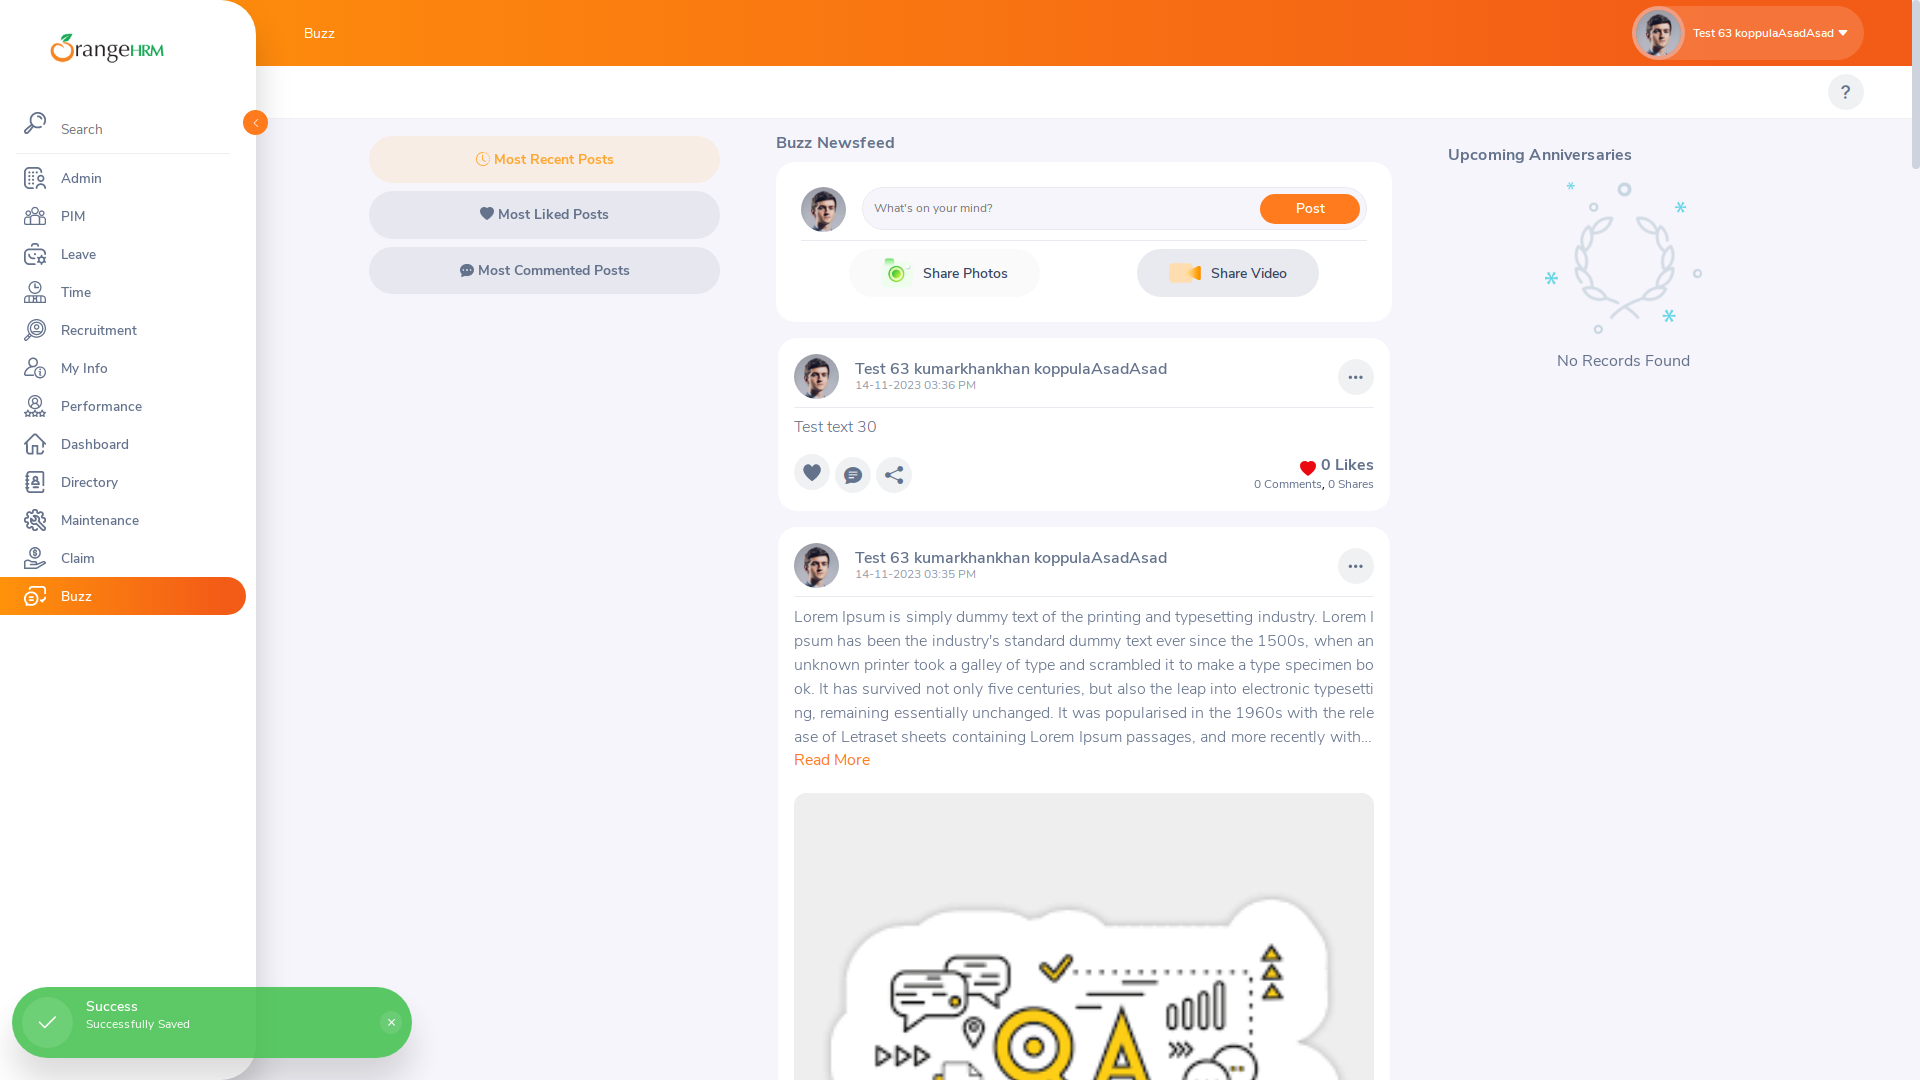 OrangeHRM
Search
Admin
PIM
Leave
Time
Recruitment
My Info
Performance
Dashboard
Directory
Maintenance
Claim
Buzz
Buzz
Test 63 koppulaAsadAsad
?
Most Recent Posts
Most Liked Posts
Most Commented Posts
Buzz Newsfeed
What's on your mind?
Post
Share Photos
Share Video
Test 63 kumarkhankhan koppulaAsadAsad
14-11-2023 03:36 PM
Test text 30
0 Likes
0 Comments, 0 Shares
Test 63 kumarkhankhan koppulaAsadAsad
14-11-2023 03:35 PM
Lorem Ipsum is simply dummy text of the printing and typesetting industry. Lorem I
psum has been the industry's standard dummy text ever since the 1500s, when an
unknown printer took a galley of type and scrambled it to make a type specimen bo
ok. It has survived not only five centuries, but also the leap into electronic typesetti
ng, remaining essentially unchanged. It was popularised in the 1960s with the rele
ase of Letraset sheets containing Lorem Ipsum passages, and more recently with...
Read More
QA
Upcoming Anniversaries
No Records Found
Success
Successfully Saved